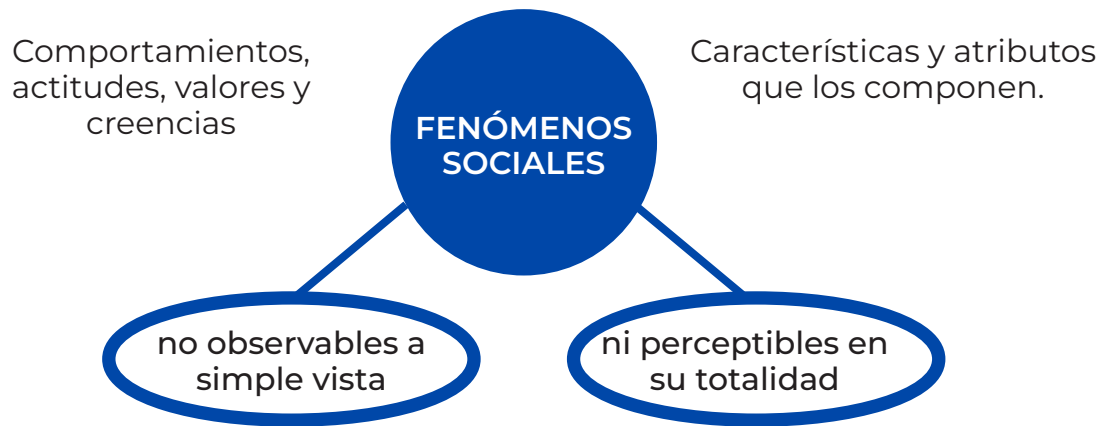 Comportamientos,
actitudes, valores y
creencias
FENÓMENOS
SOCIALES
Características y atributos
que los componen.
no observables a
simple vista
ni perceptibles en
su totalidad